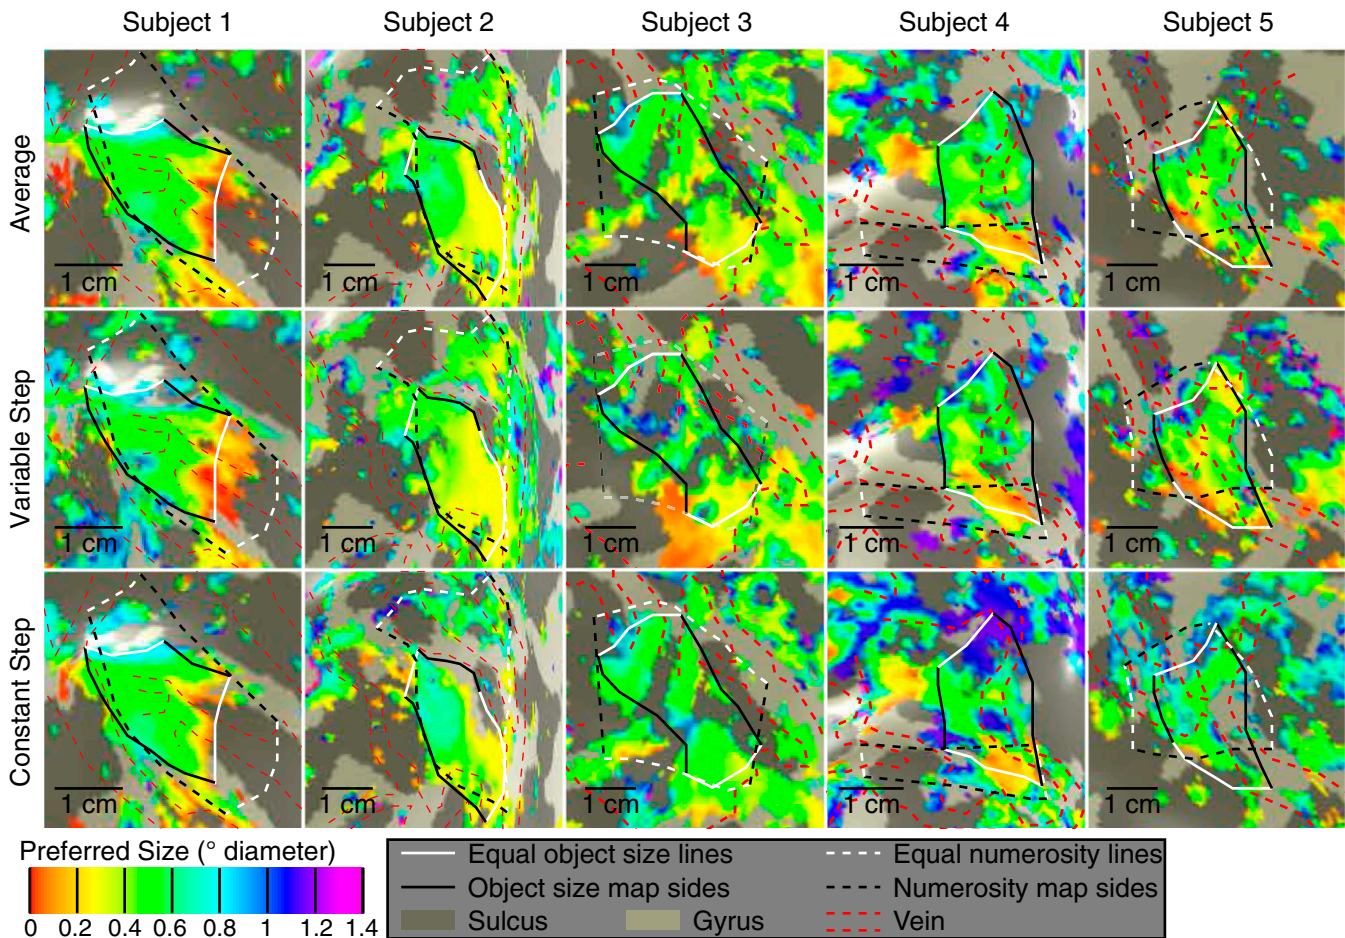 Subject 1 Subject 2 Subject 3 Subject 4 Subject 5
Average
1 cm 1 cm 1 cm 1 cm 1 cm
Variable Step
1 cm 1 cm 1 cm 1 cm 1 cm
Constant Step
1 cm 1 cm 1 cm 1 cm 1 cm
Preferred Size (° diameter)
0 0.2 0.4 0.6 0.8 1 1.2 1.4
Equal object size lines Equal numerosity lines
Object size map sides Numerosity map sides
Sulcus Gyrus Vein